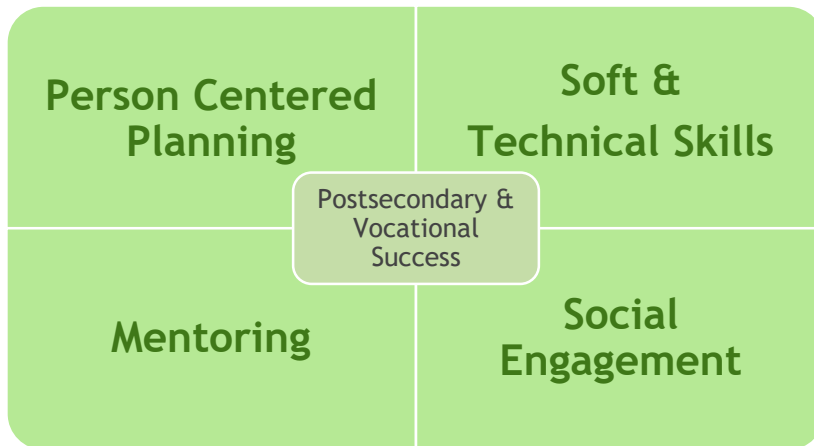 Person Centered
Planning
Soft &
Technical Skills
Postsecondary &
Vocational
Success
Mentoring
Social
Engagement